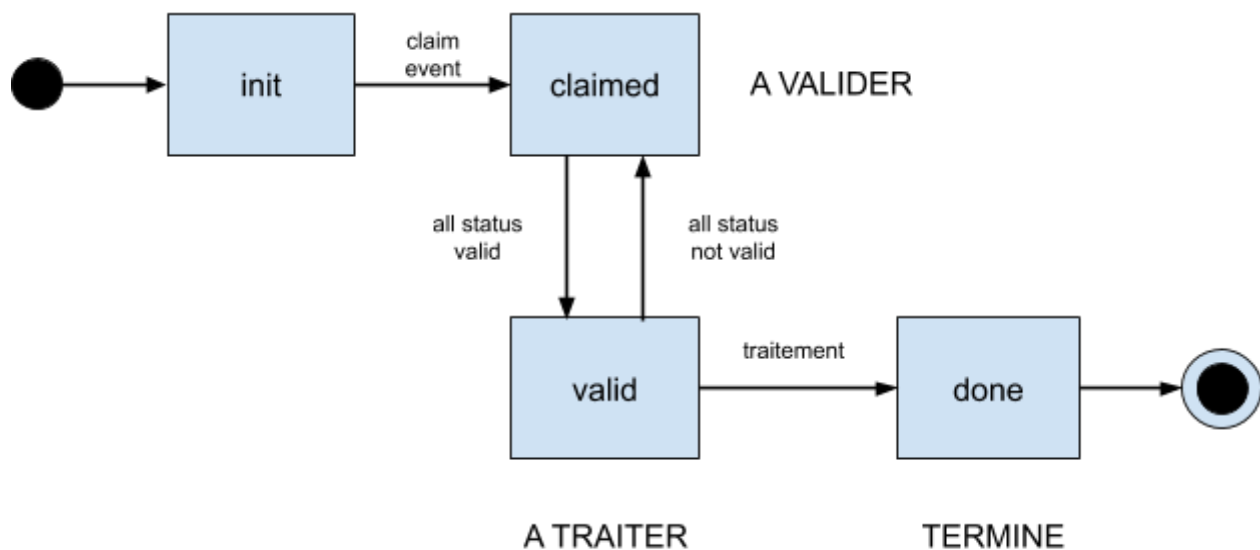 init
claim
event
claimed
A VALIDER
all status
valid
all status
not valid
valid
traitement
done
A TRAITER
TERMINE